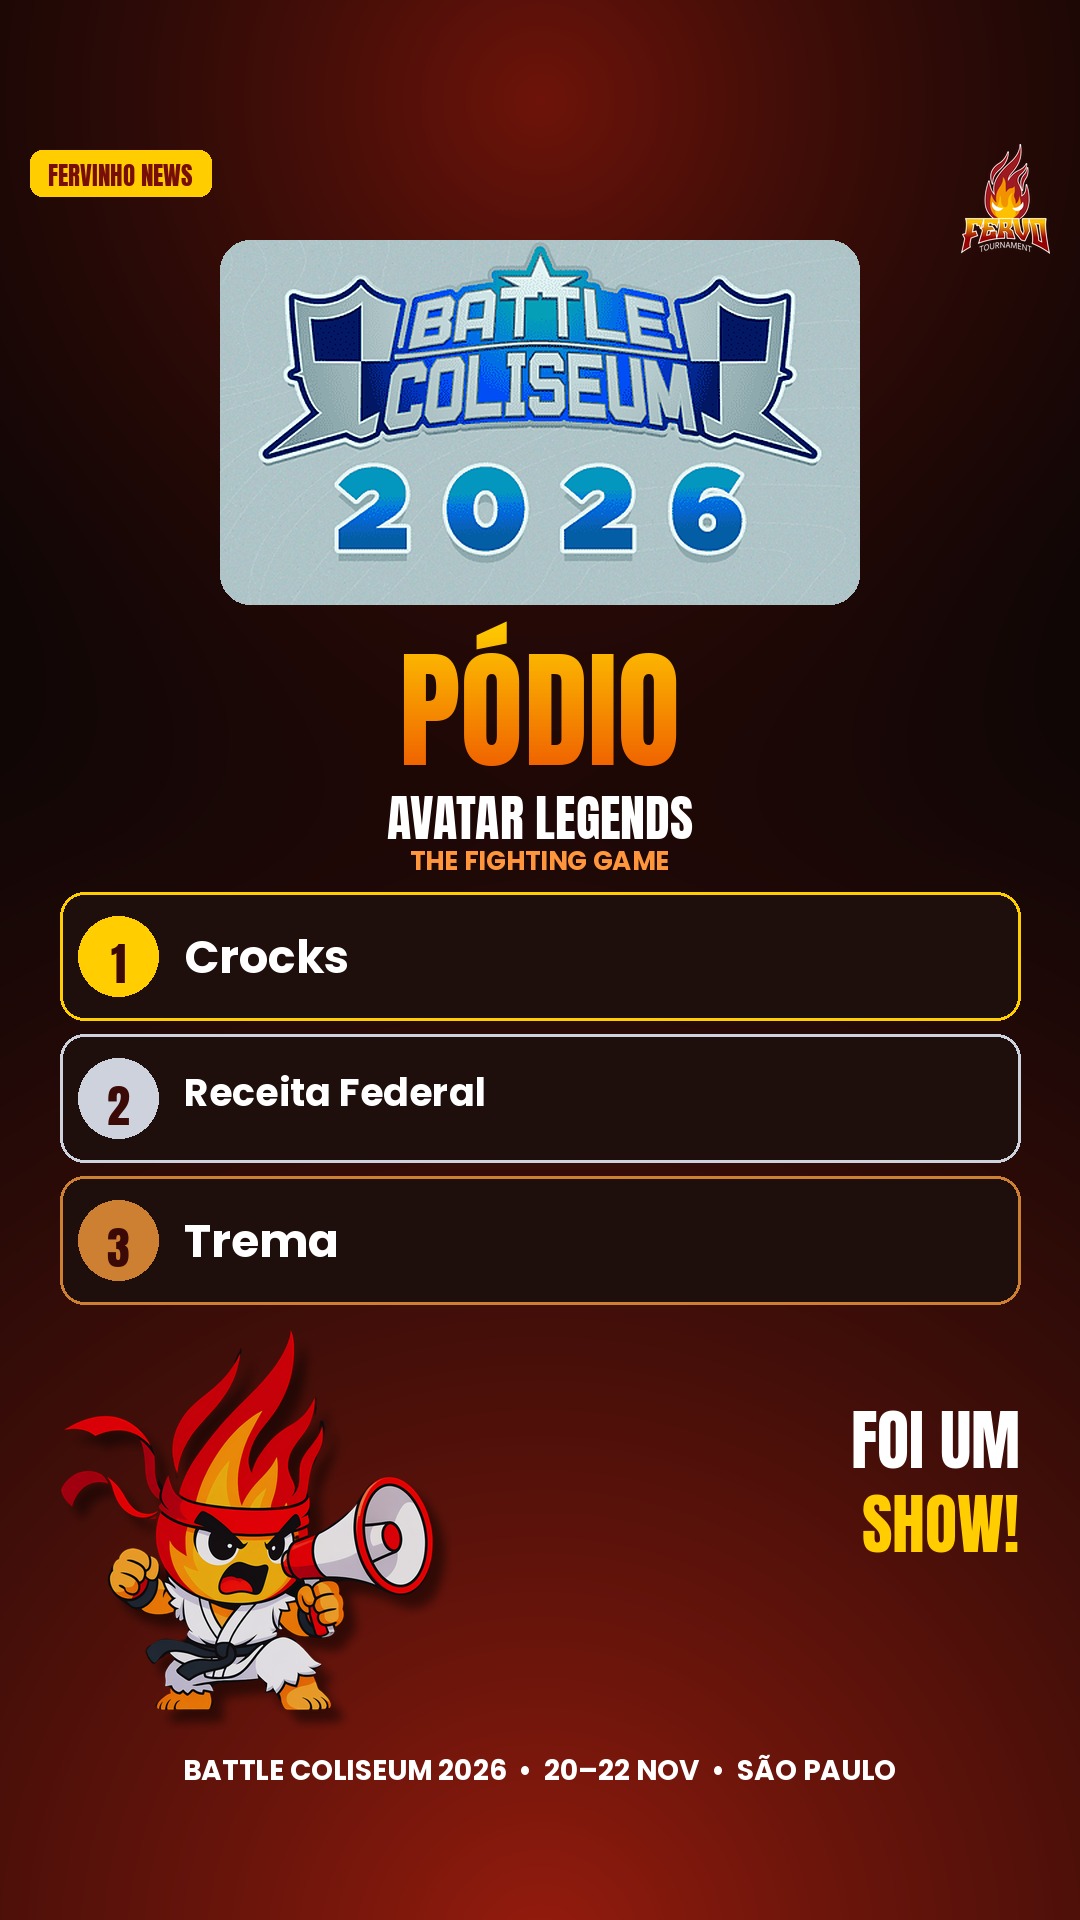 FERVINHO NEWS
FERVO
TOURNAMENT
BATTLE
COLISEUM
2026
PÓDIO
AVATAR LEGENDS
THE FIGHTING GAME
1 Crocks
2 Receita Federal
3 Trema
FOI UM
SHOW!
BATTLE COLISEUM 2026 • 20–22 NOV • SÃO PAULO